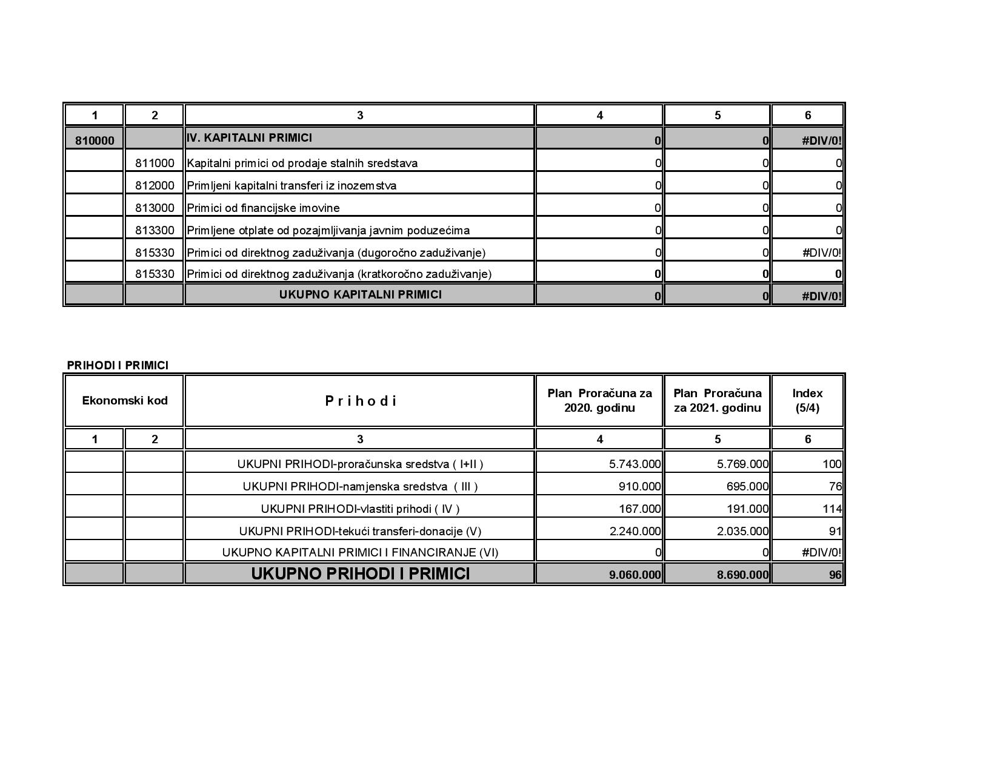 1 2 3 4 5 6
810000 IV. KAPITALNI PRIMICI 0 0 #DIV/0!
811000 Kapitalni primici od prodaje stalnih sredstava 0 0 0
812000 Primljeni kapitalni transferi iz inozemstva 0 0 0
813000 Primici od financijske imovine 0 0 0
813300 Primljene otplate od pozajmljivanja javnim poduzećima 0 0 0
815330 Primici od direktnog zaduživanja (dugoročno zaduživanje) 0 0 #DIV/0!
815330 Primici od direktnog zaduživanja (kratkoročno zaduživanje) 0 0 0
UKUPNO KAPITALNI PRIMICI 0 0 #DIV/0!
PRIHODI I PRIMICI
Ekonomski kod P r i h o d i Plan Proračuna za 2020. godinu Plan Proračuna za 2021. godinu Index (5/4)
1 2 3 4 5 6
UKUPNI PRIHODI-proračunska sredstva ( I+II ) 5.743.000 5.769.000 100
UKUPNI PRIHODI-namjenska sredstva ( III ) 910.000 695.000 76
UKUPNI PRIHODI-vlastiti prihodi ( IV ) 167.000 191.000 114
UKUPNI PRIHODI-tekući transferi-donacije (V) 2.240.000 2.035.000 91
UKUPNO KAPITALNI PRIMICI I FINANCIRANJE (VI) 0 0 #DIV/0!
UKUPNO PRIHODI I PRIMICI 9.060.000 8.690.000 96